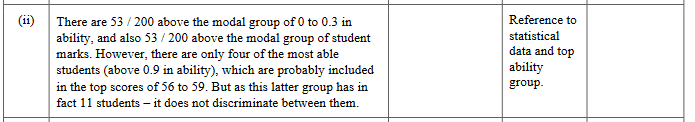 (ii)
There are 53 / 200 above the modal group of 0 to 0.3 in
ability, and also 53 / 200 above the modal group of student
marks. However, there are only four of the most able
students (above 0.9 in ability), which are probably included
in the top scores of 56 to 59. But as this latter group has in
fact 11 students – it does not discriminate between them.
Reference to
statistical
data and top
ability
group.